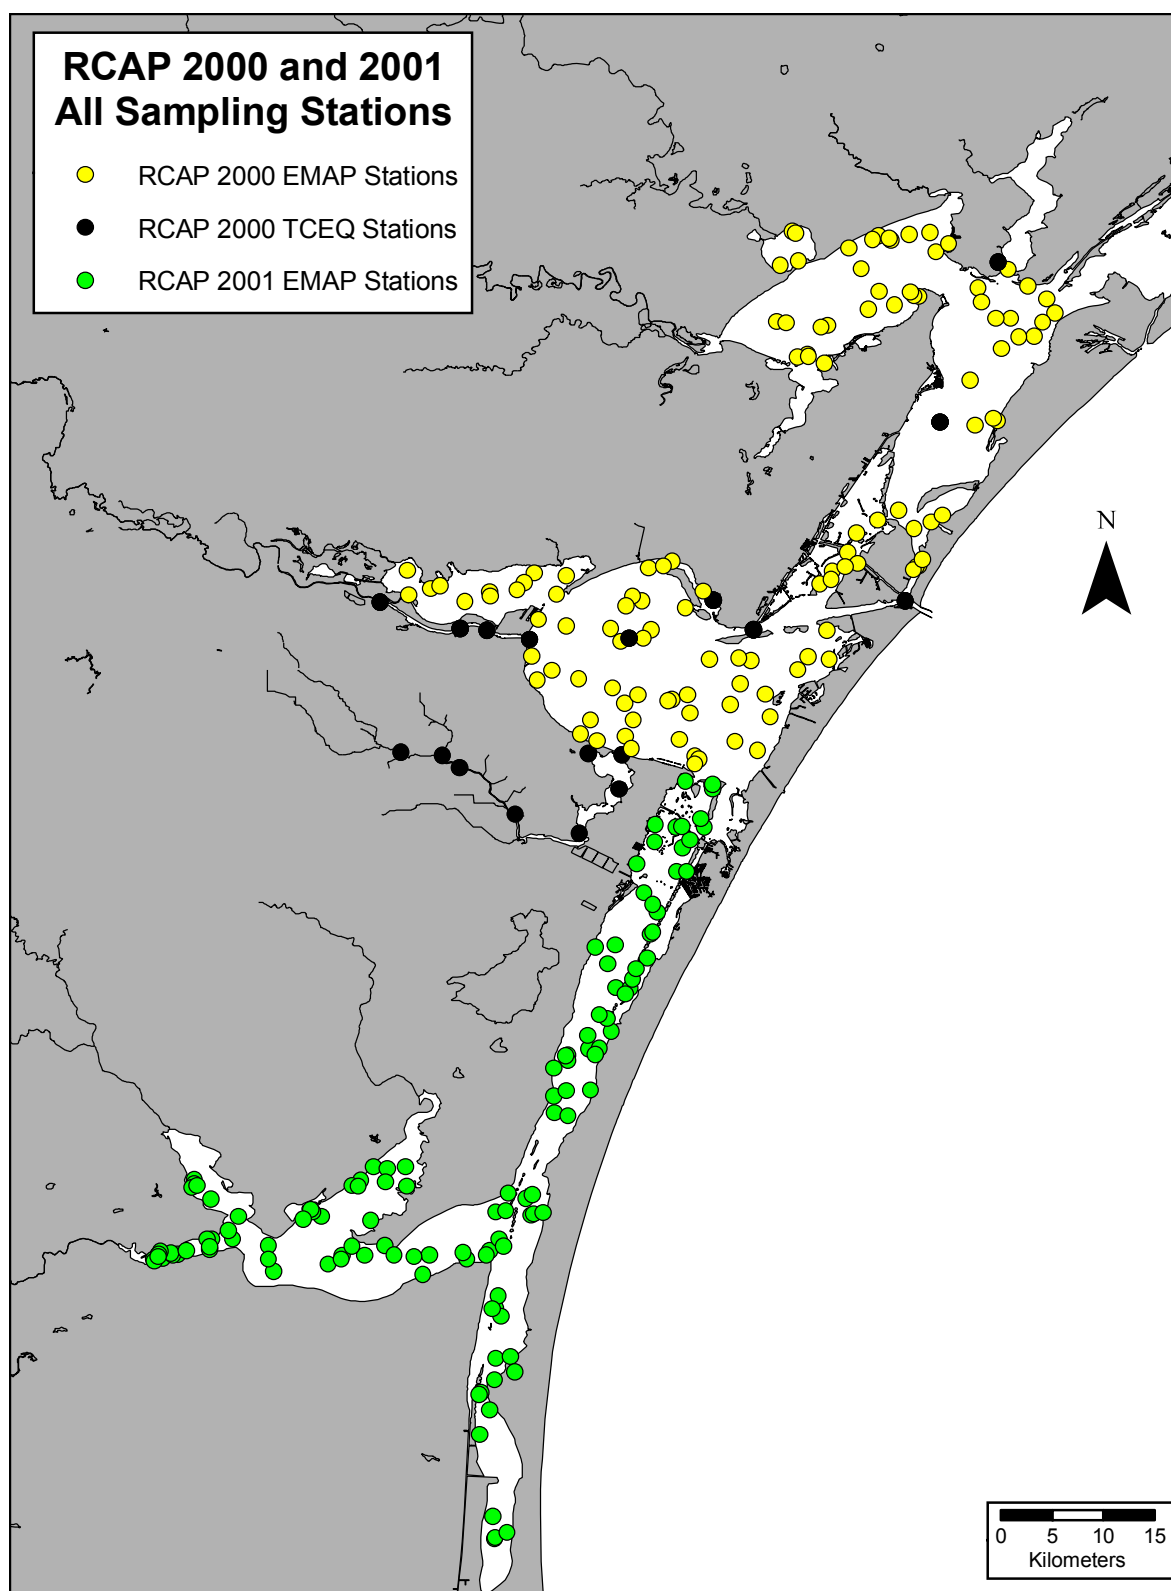 RCAP 2000 and 2001
All Sampling Stations
RCAP 2000 EMAP Stations
RCAP 2000 TCEQ Stations
RCAP 2001 EMAP Stations
N
0 5 10 15
Kilometers